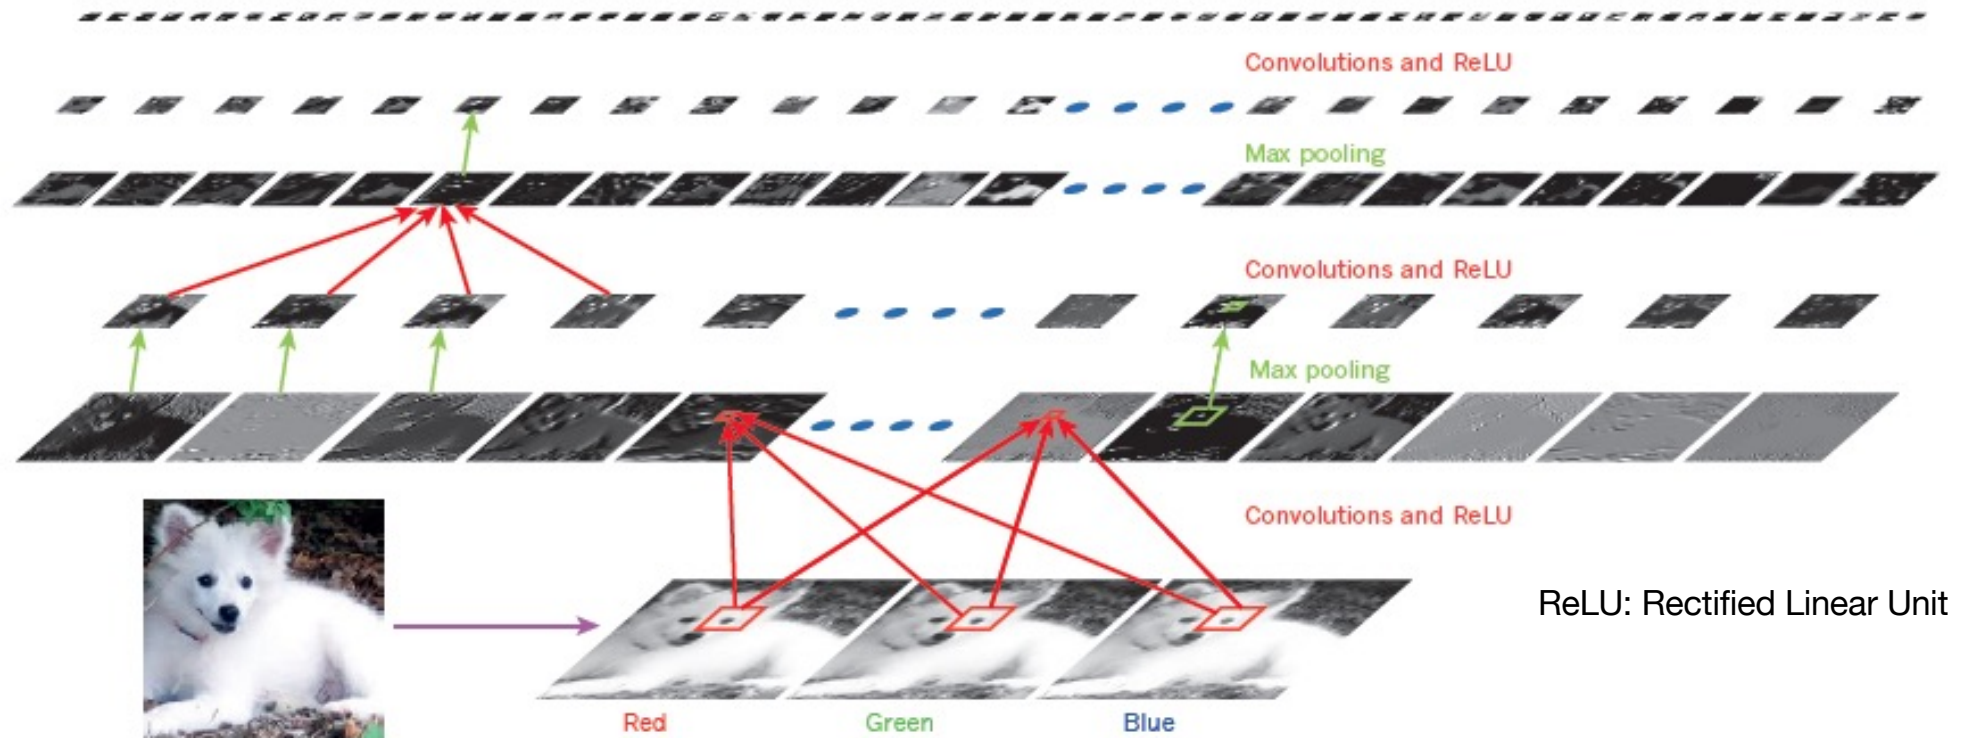 Convolutions and ReLU
Max pooling
Convolutions and ReLU
Max pooling
Convolutions and ReLU
ReLU: Rectified Linear Unit
Red
Green
Blue